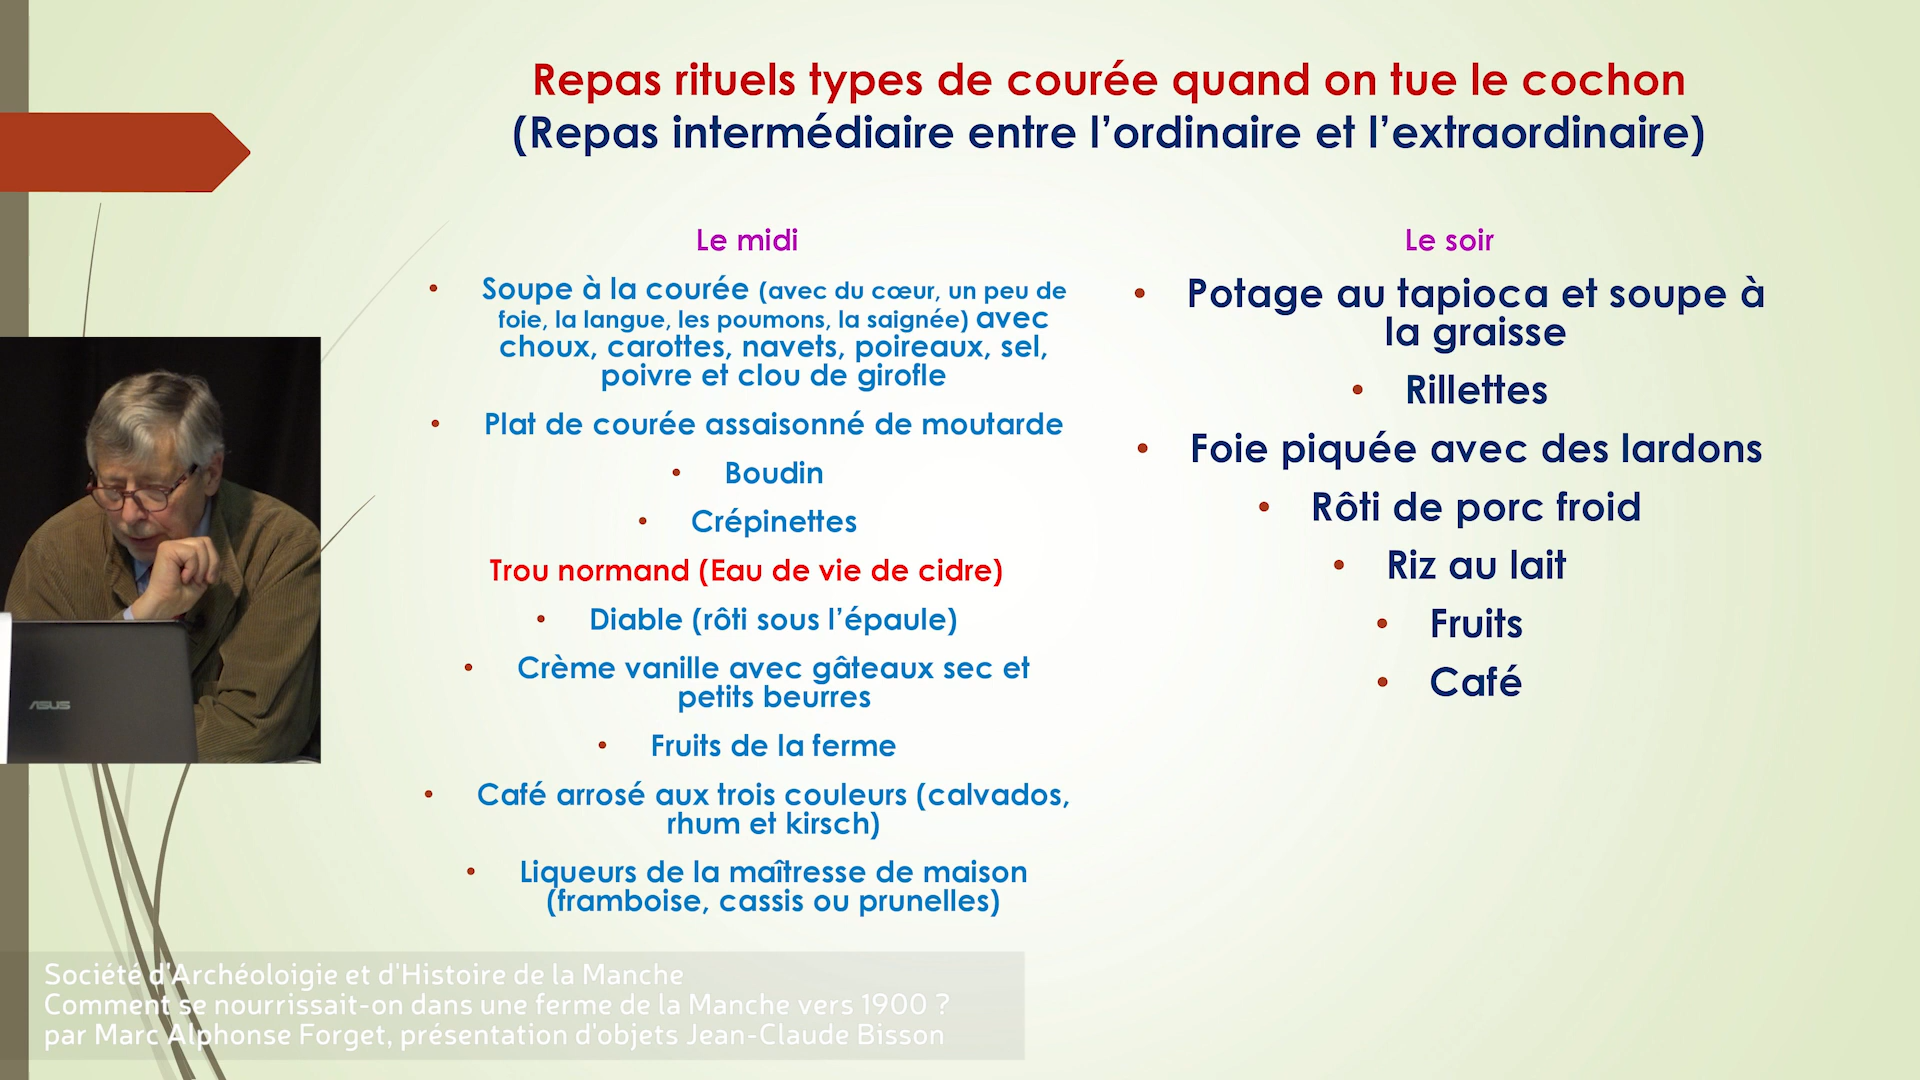 Repas rituels types de courée quand on tue le cochon
(Repas intermédiaire entre l’ordinaire et l’extraordinaire)
Le midi
• Soupe à la courée (avec du cœur, un peu de
foie, la langue, les poumons, la saignée) avec
choux, carottes, navets, poireaux, sel,
poivre et clou de girofle
• Plat de courée assaisonné de moutarde
• Boudin
• Crépinettes
Trou normand (Eau de vie de cidre)
• Diable (rôti sous l’épaule)
• Crème vanille avec gâteaux sec et
petits beurres
• Fruits de la ferme
• Café arrosé aux trois couleurs (calvados,
rhum et kirsch)
• Liqueurs de la maîtresse de maison
(framboise, cassis ou prunelles)
Le soir
• Potage au tapioca et soupe à
la graisse
• Rillettes
• Foie piquée avec des lardons
• Rôti de porc froid
• Riz au lait
• Fruits
• Café
ASUS
Société d'Archéoloigie et d'Histoire de la Manche
Comment se nourrissait-on dans une ferme de la Manche vers 1900 ?
par Marc Alphonse Forget, présentation d'objets Jean-Claude Bisson